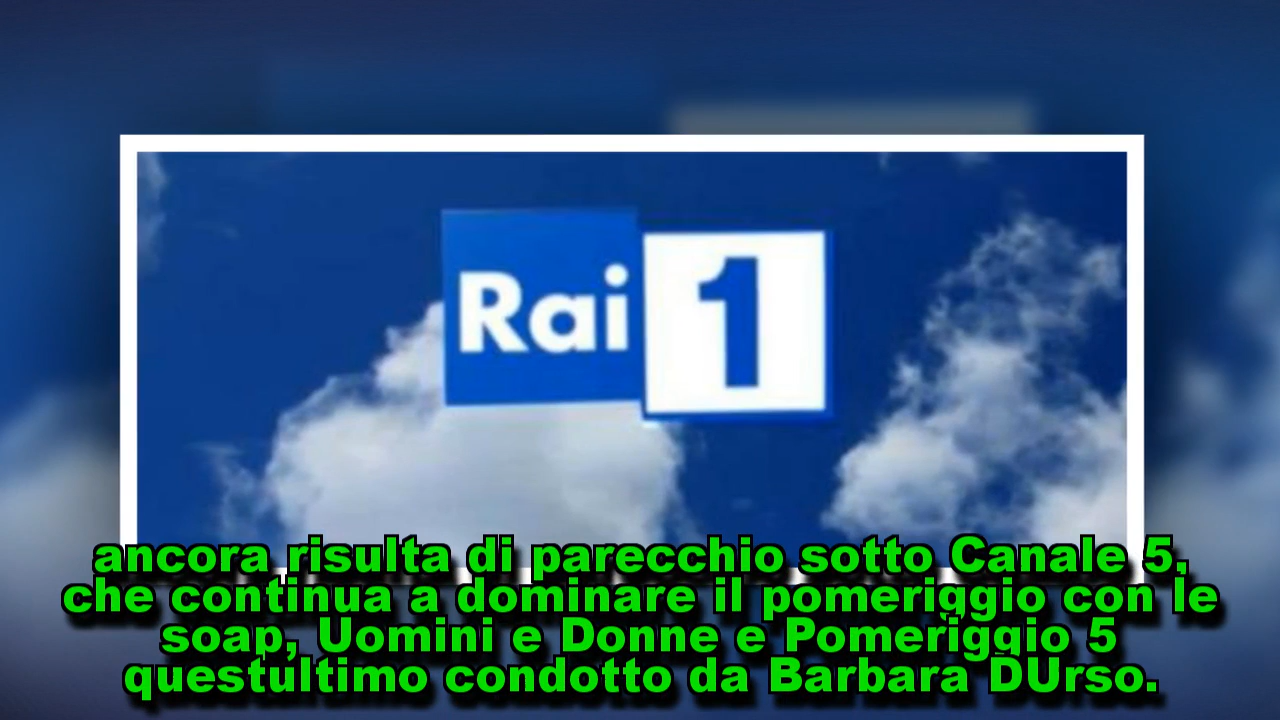 Rai 1
ancora risulta di parecchio sotto Canale 5,
che continua a dominare il pomeriggio con le
soap, Uomini e Donne e Pomeriggio 5
questultimo condotto da Barbara DUrso.